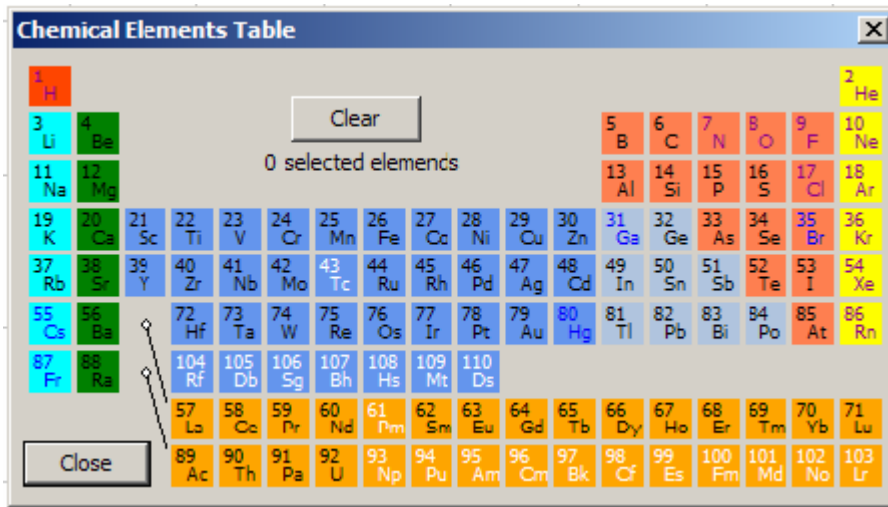 Chemical Elements Table
1 2
H He
Clear
3 4 5 6 7 8 9 10
Li Be B C N O F Ne
0 selected elemends
11 12 13 14 15 16 17 18
Na Mg Al Si P S Cl Ar
19 20 21 22 23 24 25 26 27 28 29 30 31 32 33 34 35 36
K Ca Sc Ti V Cr Mn Fe Co Ni Cu Zn Ga Ge As Se Br Kr
37 38 39 40 41 42 43 44 45 46 47 48 49 50 51 52 53 54
Rb Sr Y Zr Nb Mo Tc Ru Rh Pd Ag Cd In Sn Sb Te I Xe
55 56 72 73 74 75 76 77 78 79 80 81 82 83 84 85 86
Cs Ba Hf Ta W Re Os Ir Pt Au Hg Tl Pb Bi Po At Rn
87 88 104 105 106 107 108 109 110
Fr Ra Rf Db Sg Bh Hs Mt Ds
57 58 59 60 61 62 63 64 65 66 67 68 69 70 71
La Ce Pr Nd Pm Sm Eu Gd Tb Dy Ho Er Tm Yb Lu
Close
89 90 91 92 93 94 95 96 97 98 99 100 101 102 103
Ac Th Pa U Np Pu Am Cm Bk Cf Es Fm Md No Lr